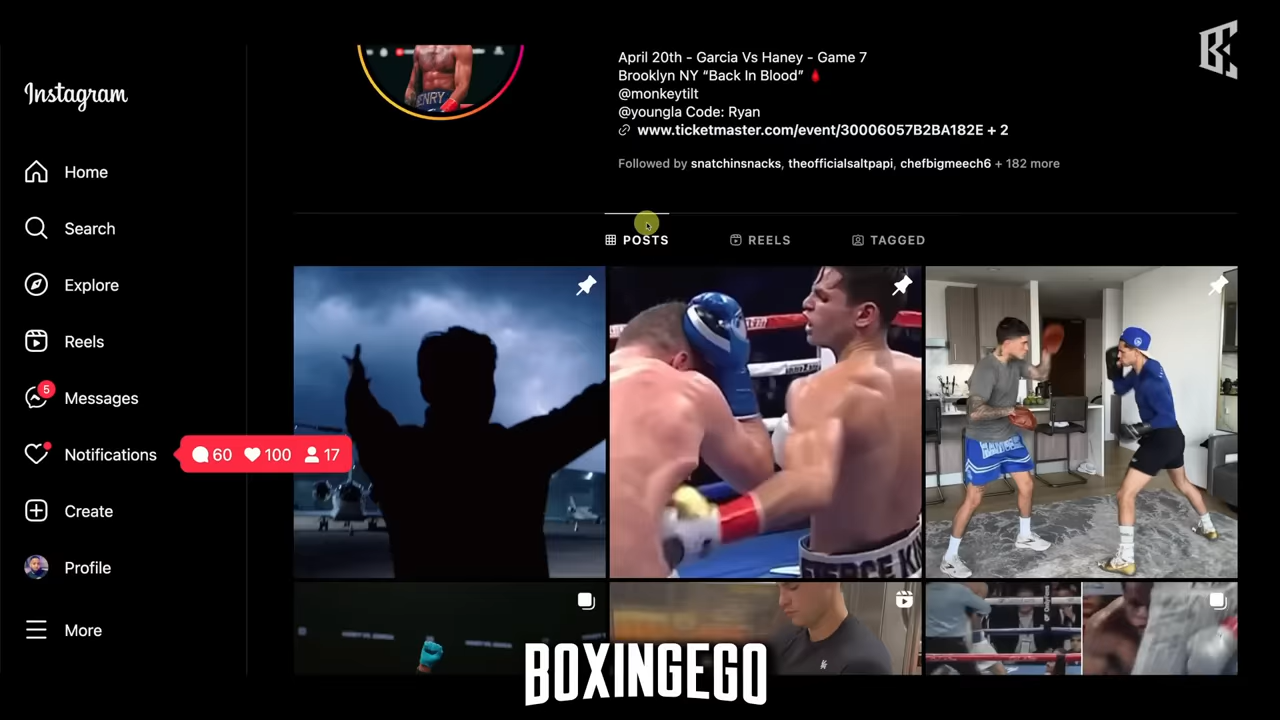 Instagram
Home
Search
Explore
Reels
5
Messages
Notifications
60 100 17
Create
Profile
More
HENRY
April 20th - Garcia Vs Haney - Game 7
Brooklyn NY “Back In Blood” 🩸
@monkeytilt
@youngla Code: Ryan
www.ticketmaster.com/event/30006057B2BA182E + 2
Followed by snatchinsnacks, theofficialsaltpapi, chefbigmeech6 + 182 more
POSTS
REELS
TAGGED
BOXINGEGO